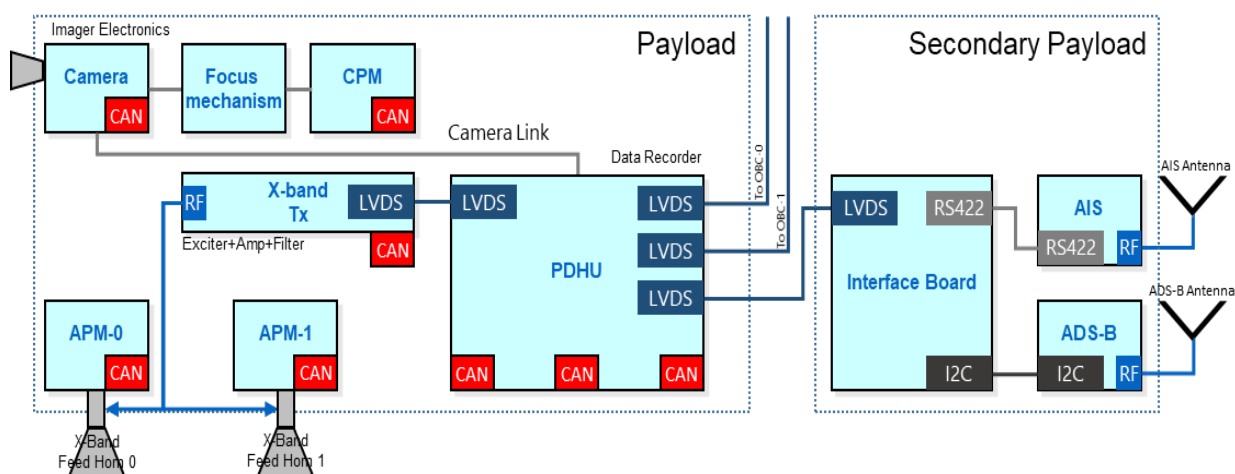 Imager Electronics
Payload
Secondary Payload
Camera
CAN
Focus
mechanism
CPM
CAN
Camera Link
Data Recorder
To OBC-0
To OBC-1
RF
X-band
Tx
LVDS
Exciter+Amp+Filter
CAN
LVDS
LVDS
LVDS
LVDS
PDHU
CAN
CAN
CAN
APM-0
CAN
APM-1
CAN
X-Band
Feed Horn 0
X-Band
Feed Horn 1
LVDS
RS422
Interface Board
I2C
AIS
RS422
RF
AIS Antenna
ADS-B
I2C
RF
ADS-B Antenna